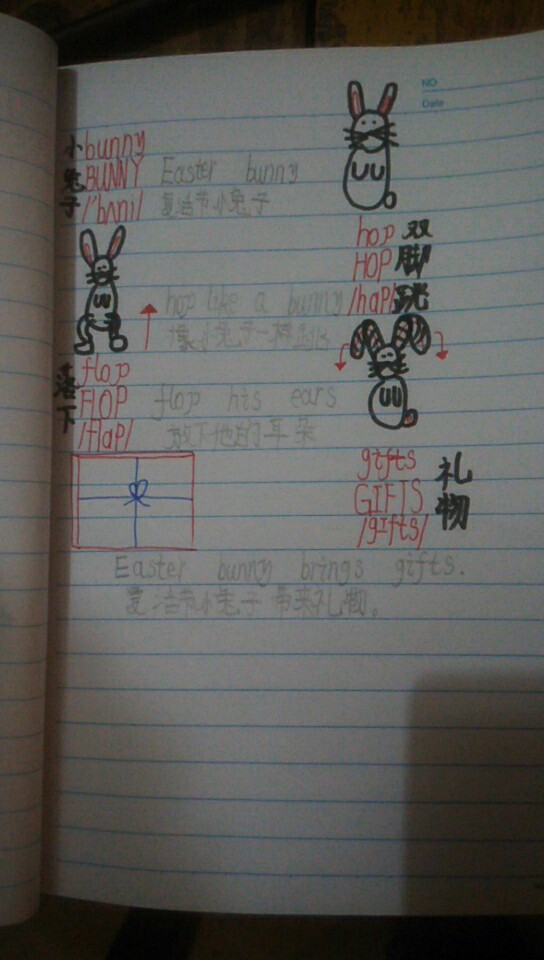 NO
Date
小兔子
bunny
BUNNY
/'bʌni/
Easter bunny
复活节小兔子
hop
HOP
/hap/
双脚跳
hop like a bunny
像小兔子一样
落下
flop
FlOP
/flap/
flop his ears
放下他的耳朵
gifts
GIFTS
/gifts/
礼物
Easter bunny brings gifts.
复活节小兔子带来礼物。